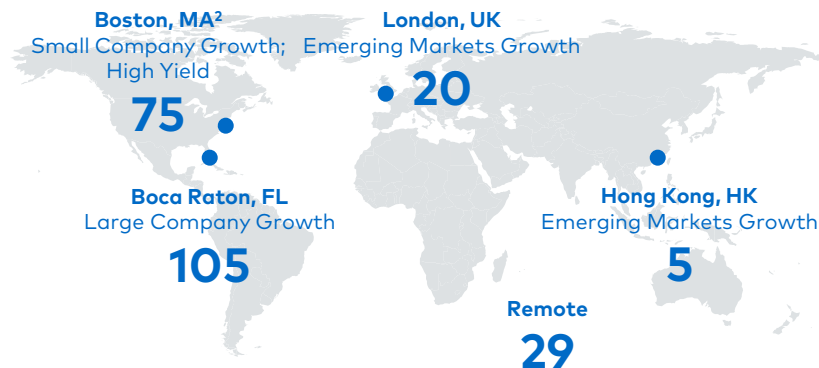 Boston, MA²
Small Company Growth;
High Yield
75
London, UK
Emerging Markets Growth
20
Boca Raton, FL
Large Company Growth
105
Hong Kong, HK
Emerging Markets Growth
5
Remote
29